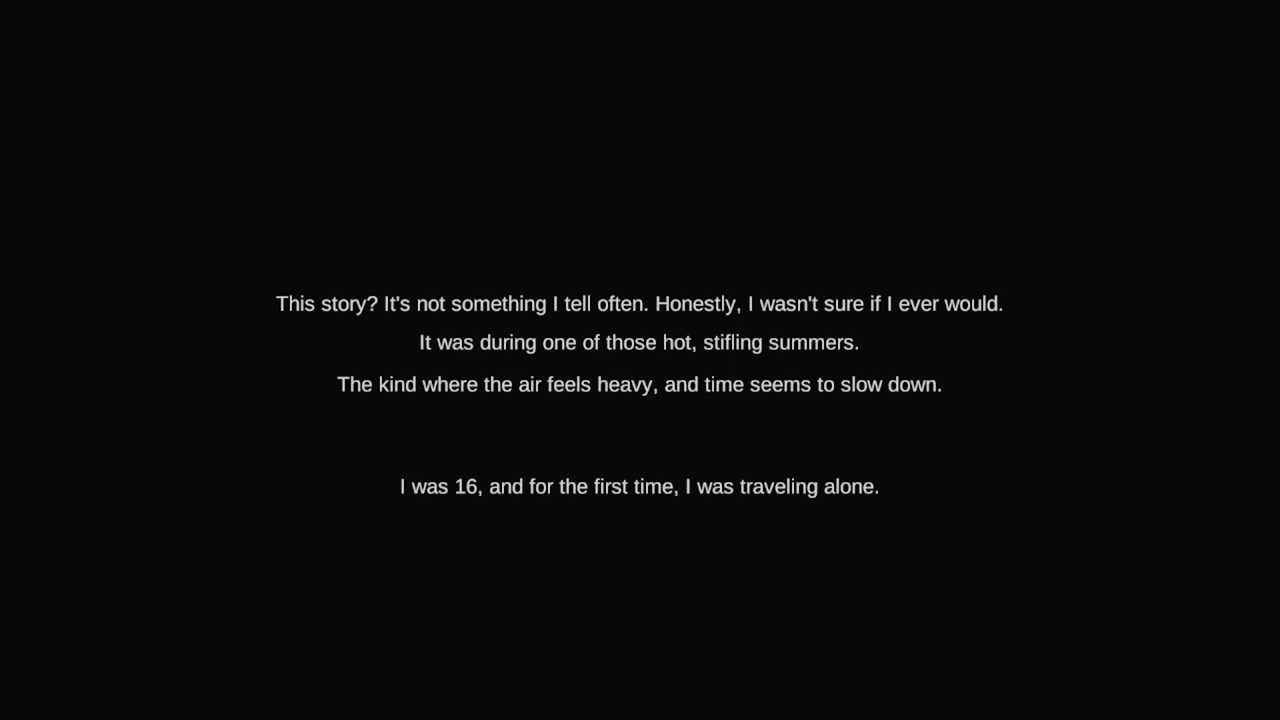 This story? It's not something I tell often. Honestly, I wasn't sure if I ever would.
It was during one of those hot, stifling summers.
The kind where the air feels heavy, and time seems to slow down.
I was 16, and for the first time, I was traveling alone.